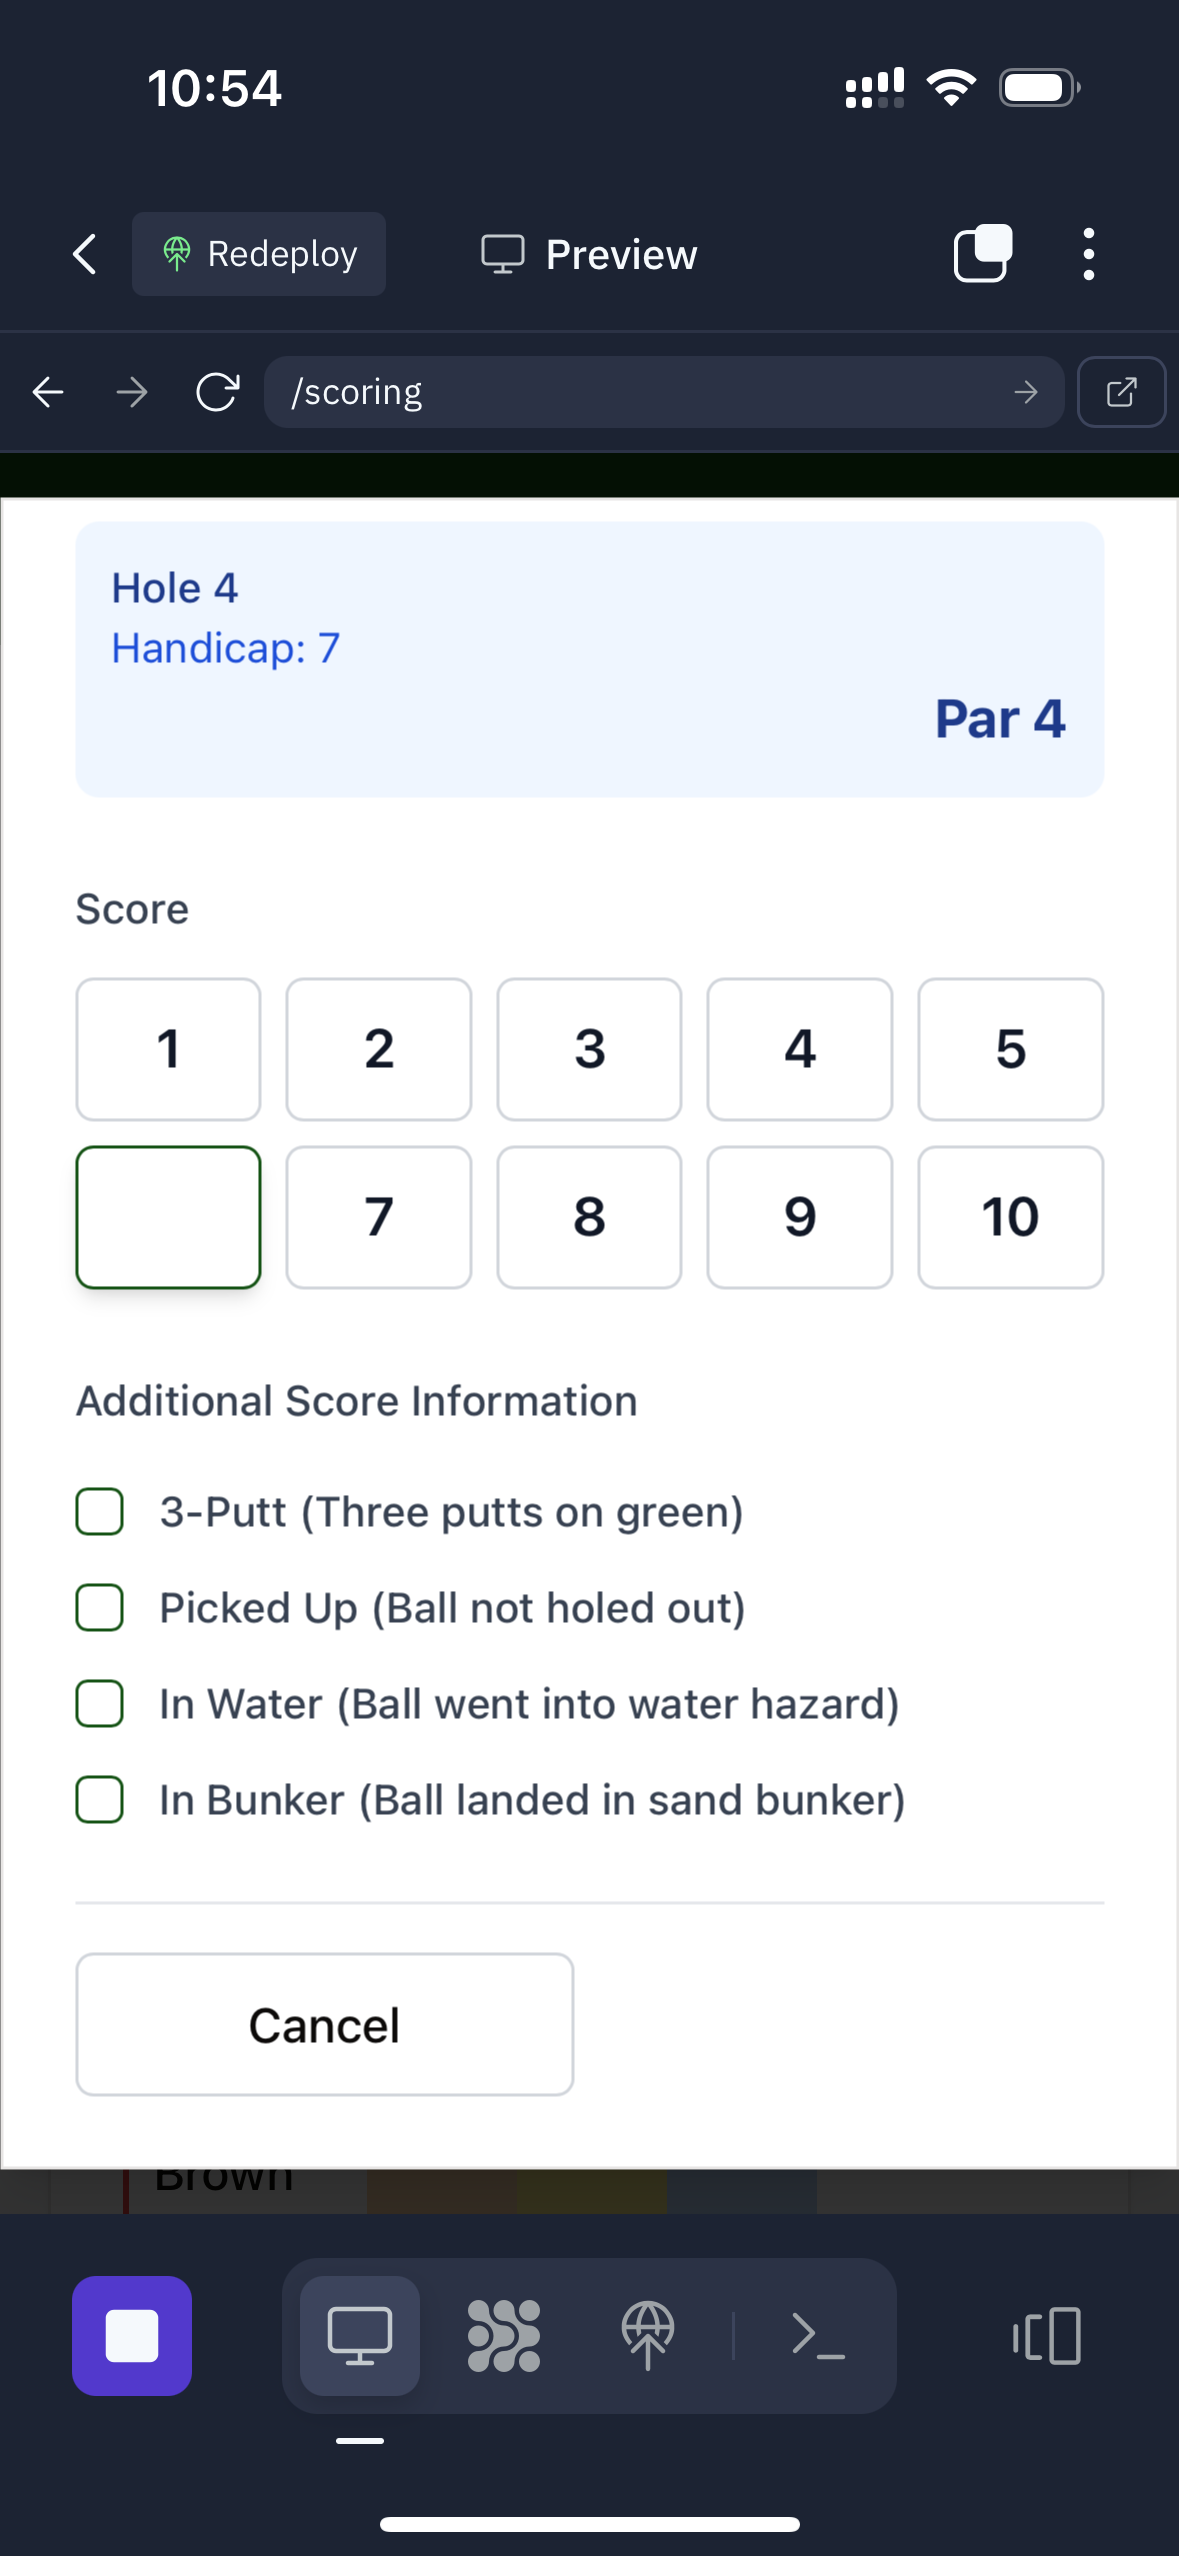 10:54
Redeploy
Preview
/scoring
Hole 4
Handicap: 7
Par 4
Score
1 2 3 4 5
7 8 9 10
Additional Score Information
3-Putt (Three putts on green)
Picked Up (Ball not holed out)
In Water (Ball went into water hazard)
In Bunker (Ball landed in sand bunker)
Cancel
Brown